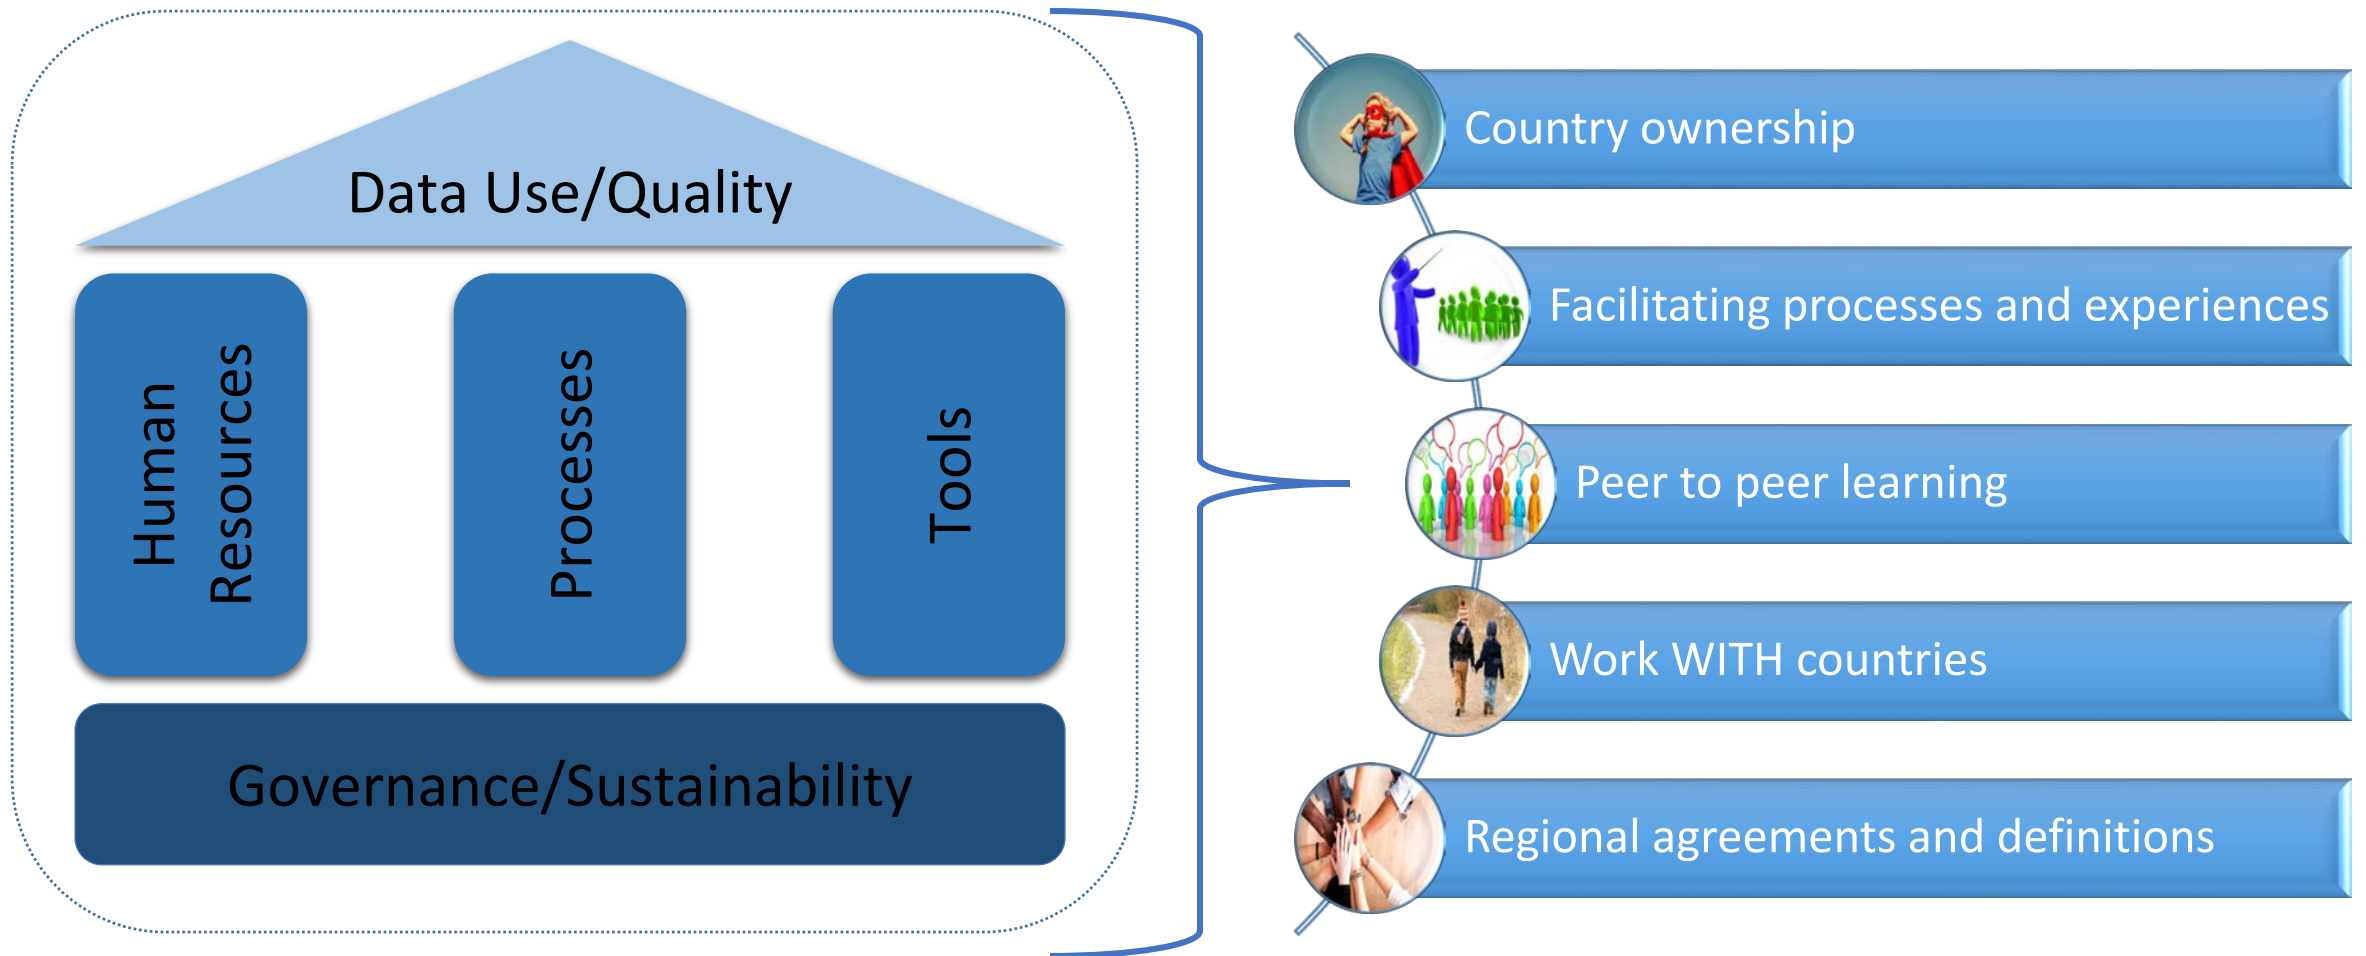 Data Use/Quality
Human
Resources
Processes
Tools
Governance/Sustainability
Country ownership
Facilitating processes and experiences
Peer to peer learning
Work WITH countries
Regional agreements and definitions